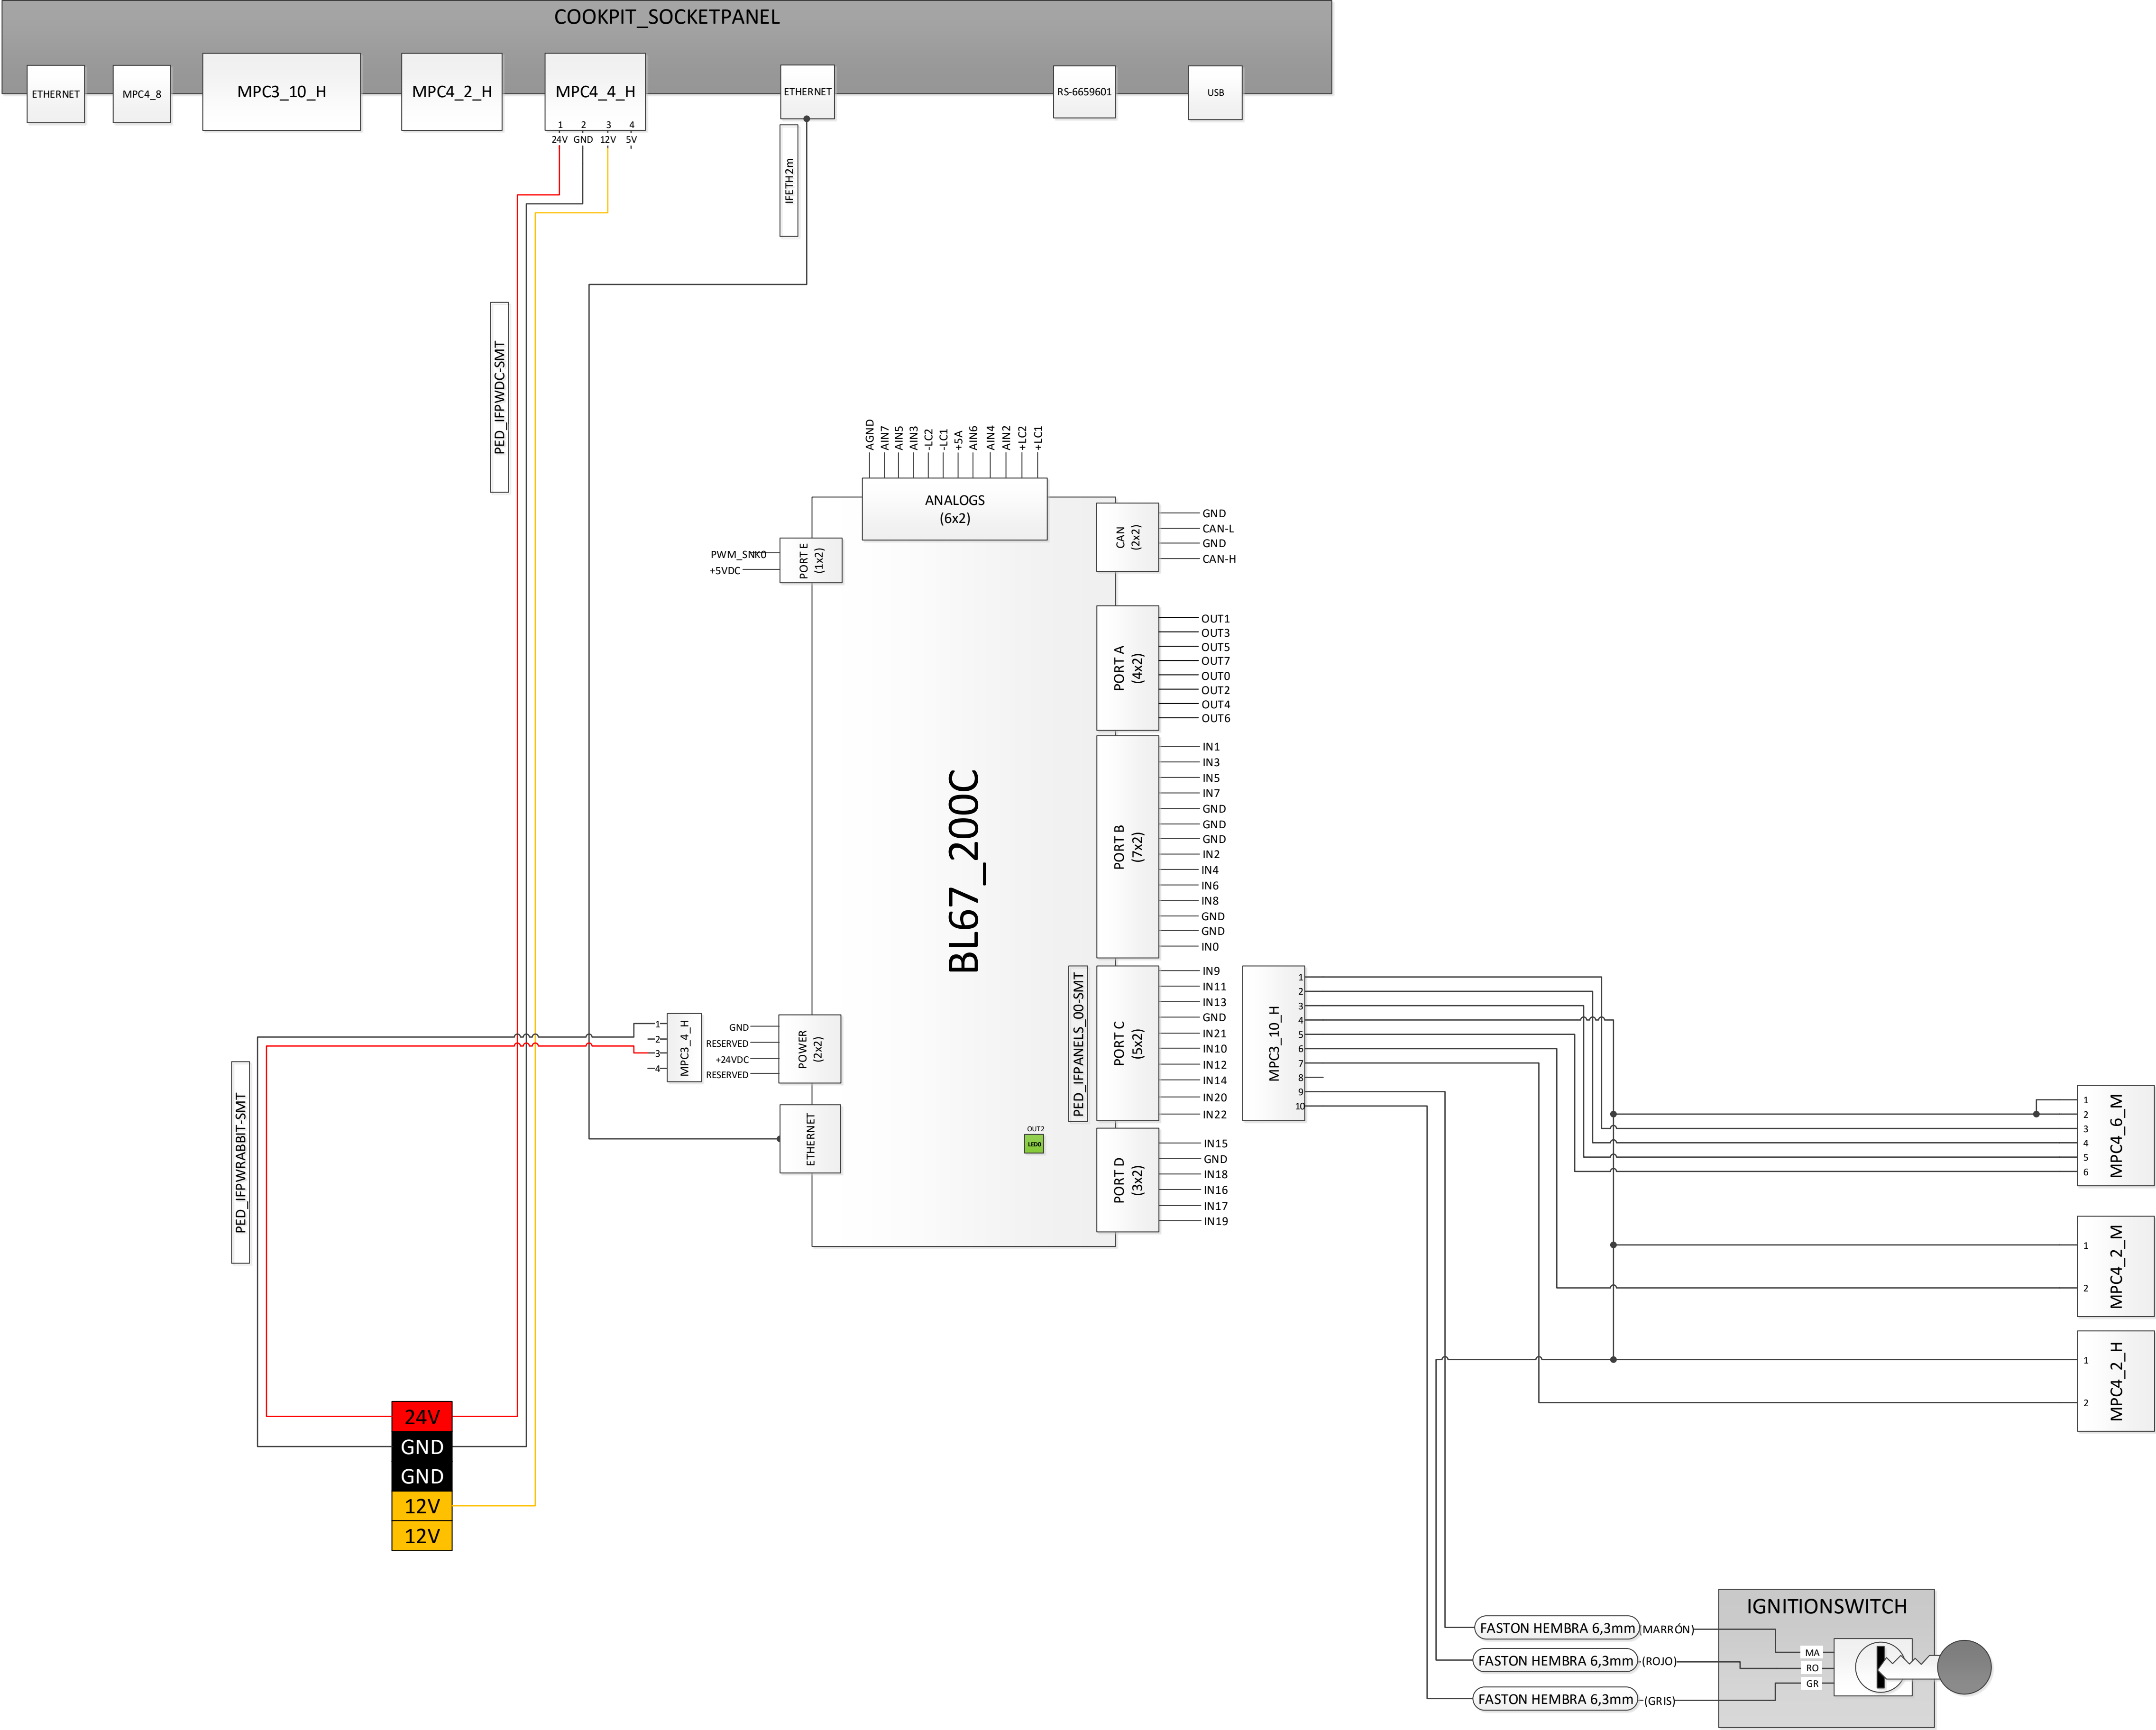 COOKPIT_SOCKETPANEL
ETHERNET
MPC4_8
MPC3_10_H
MPC4_2_H
MPC4_4_H
ETHERNET
RS-6659601
USB
1 2 3 4
24V GND 12V 5V
IFETH2m
PED_IFPWDC-SMT
AGND
AIN7
AIN5
AIN3
-LC2
-LC1
+5A
AIN6
AIN4
AIN2
+LC2
+LC1
ANALOGS
(6x2)
PWM_SNK0
+5VDC
PORT E
(1x2)
CAN
(2x2)
GND
CAN-L
GND
CAN-H
PORT A
(4x2)
OUT1
OUT3
OUT5
OUT7
OUT0
OUT2
OUT4
OUT6
BL67_200C
PORT B
(7x2)
IN1
IN3
IN5
IN7
GND
GND
GND
IN2
IN4
IN6
IN8
GND
GND
IN0
PED_IFPANELS_00-SMT
PORT C
(5x2)
IN9
IN11
IN13
GND
IN21
IN10
IN12
IN14
IN20
IN22
MPC3_10_H
1
2
3
4
5
6
7
8
9
10
1
2
3
4
MPC3_4_H
GND
RESERVED
+24VDC
RESERVED
POWER
(2x2)
ETHERNET
OUT2
LED0
PORT D
(3x2)
IN15
GND
IN18
IN16
IN17
IN19
PED_IFPWRABBIT-SMT
1
2
3
4
5
6
MPC4_6_M
1
2
MPC4_2_M
1
2
MPC4_2_H
24V
GND
GND
12V
12V
IGNITIONSWITCH
FASTON HEMBRA 6,3mm (MARRÓN)
FASTON HEMBRA 6,3mm (ROJO)
FASTON HEMBRA 6,3mm (GRIS)
MA
RO
GR